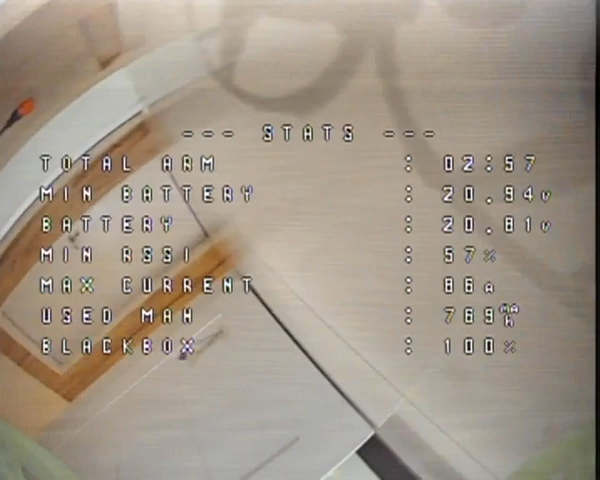 --- STATS ---
TOTAL ARM : 02:57
MIN BATTERY : 20.94V
BATTERY : 20.81V
MIN RSSI : 57%
MAX CURRENT : 86A
USED MAH : 789MAH
BLACKBOX : 100%